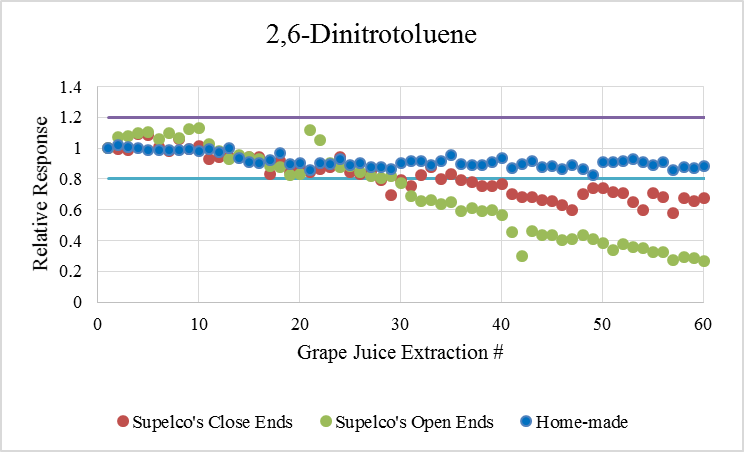 2,6-Dinitrotoluene
1.4
1.2
1
0.8
0.6
0.4
0.2
0
Relative Response
0 10 20 30 40 50 60
Grape Juice Extraction #
Supelco's Close Ends Supelco's Open Ends Home-made